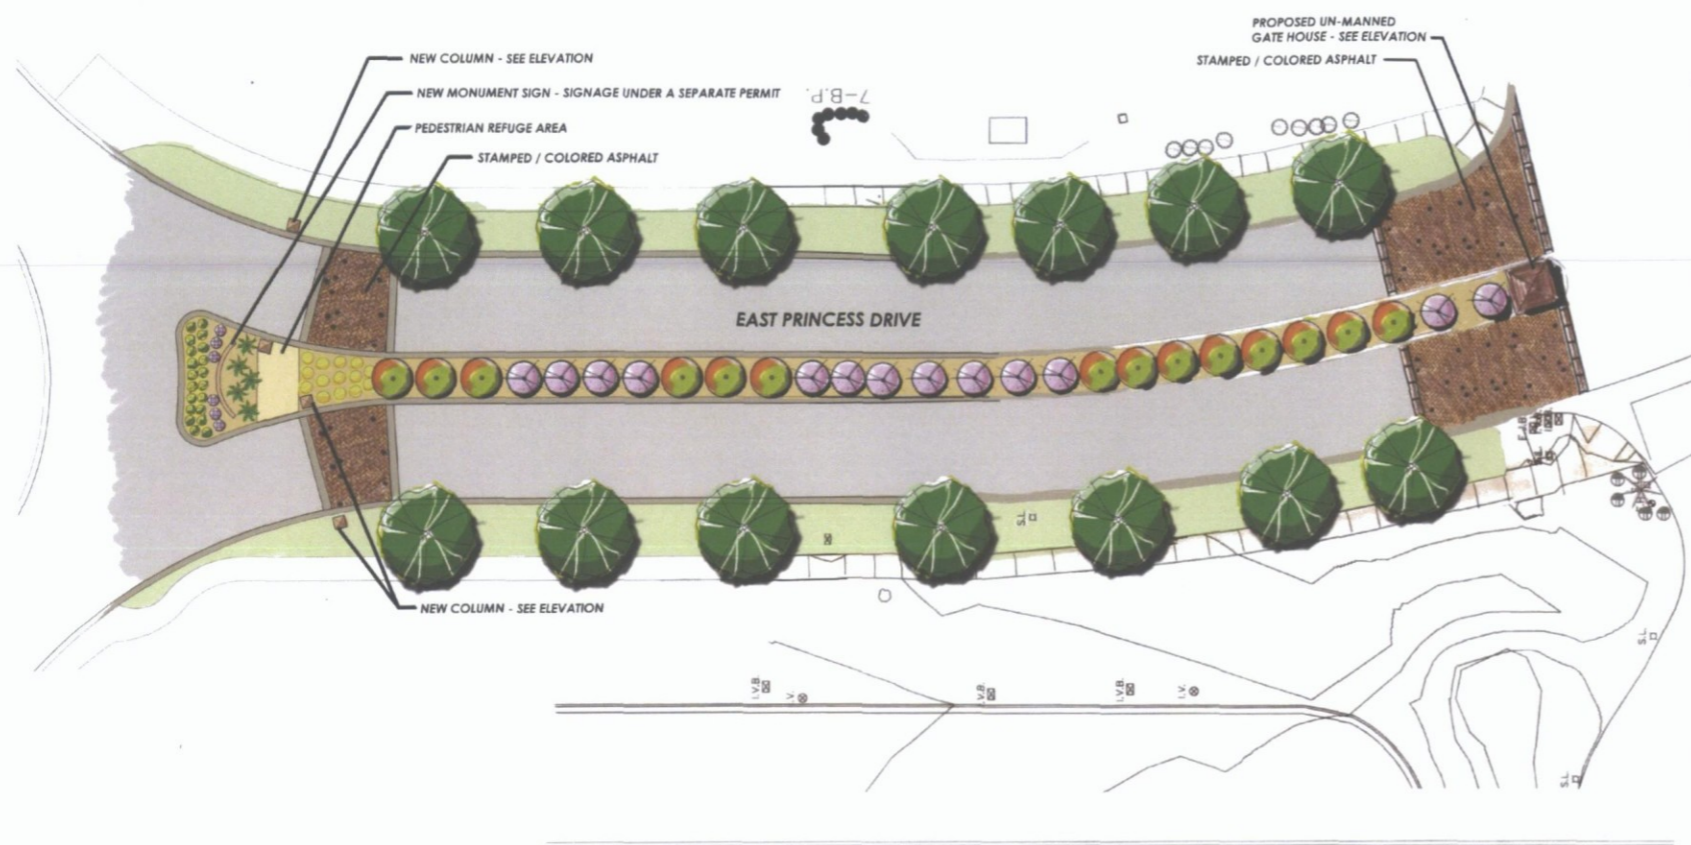 PROPOSED UN-MANNED
GATE HOUSE - SEE ELEVATION
STAMPED / COLORED ASPHALT
NEW COLUMN - SEE ELEVATION
NEW MONUMENT SIGN - SIGNAGE UNDER A SEPARATE PERMIT
7-B.P.
PEDESTRIAN REFUGE AREA
STAMPED / COLORED ASPHALT
EAST PRINCESS DRIVE
S.L.
NEW COLUMN - SEE ELEVATION
S.L.
I.V.B.
I.V.
I.V.B.
I.V.B.
I.V.
S.L.